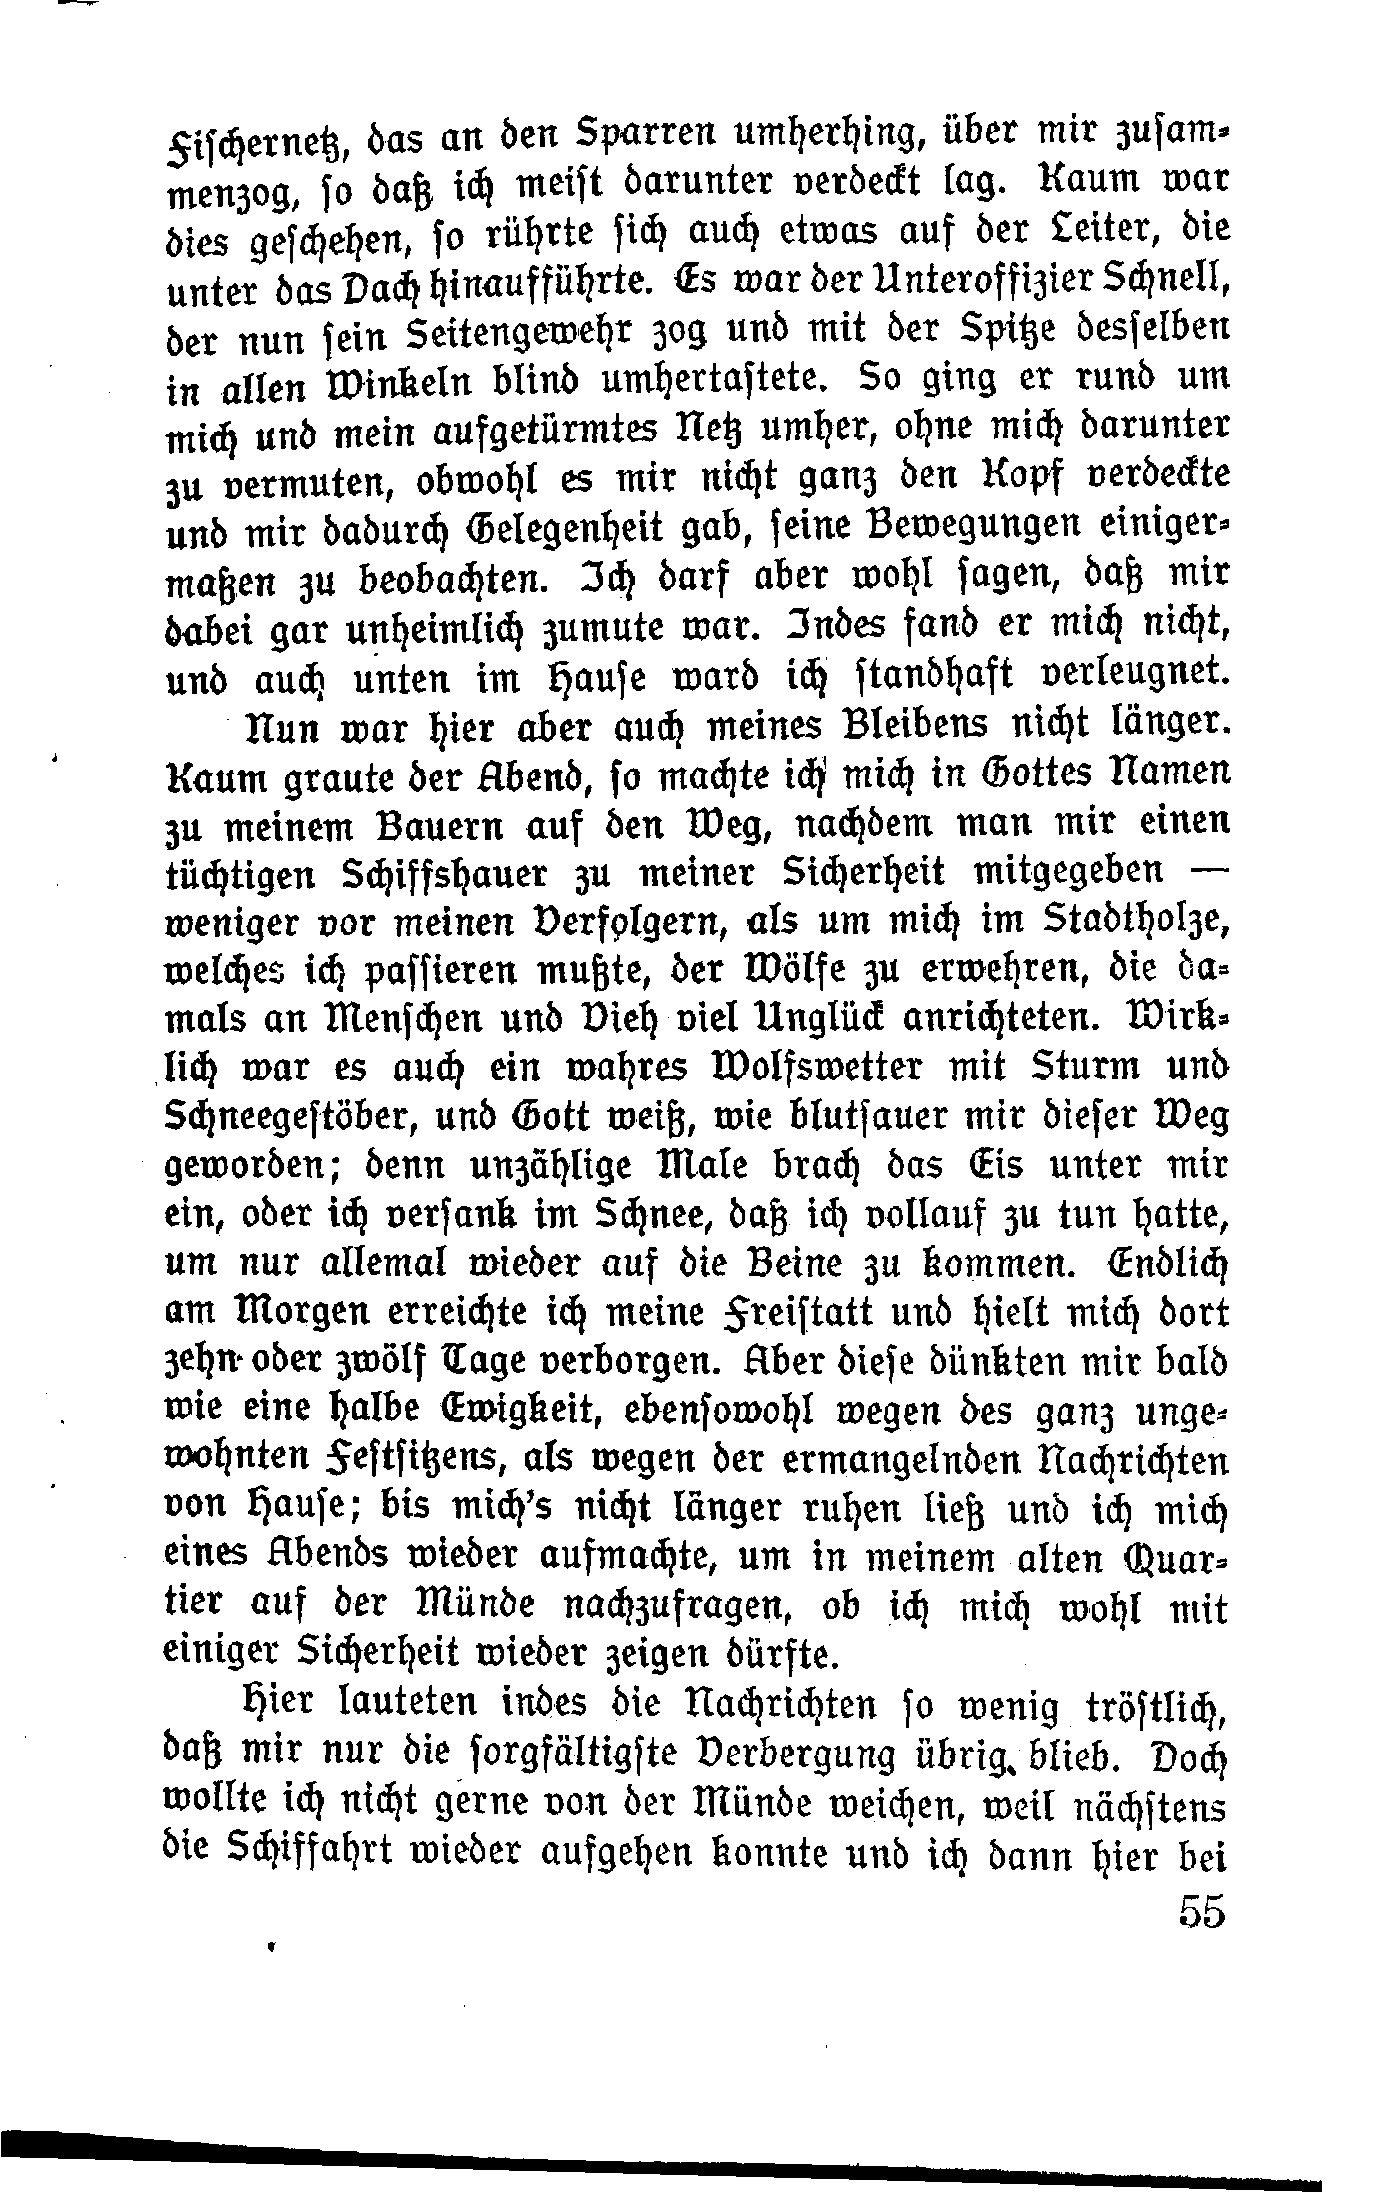 Fischernetz, das an den Sparren umherhing, über mir zusam-
menzog, so daß ich meist darunter verdeckt lag. Kaum war
dies geschehen, so rührte sich auch etwas auf der Leiter, die
unter das Dach hinaufführte. Es war der Unteroffizier Schnell,
der nun sein Seitengewehr zog und mit der Spitze desselben
in allen Winkeln blind umhertastete. So ging er rund um
mich und mein aufgetürmtes Netz umher, ohne mich darunter
zu vermuten, obwohl es mir nicht ganz den Kopf verdeckte
und mir dadurch Gelegenheit gab, seine Bewegungen einiger-
maßen zu beobachten. Ich darf aber wohl sagen, daß mir
dabei gar unheimlich zumute war. Indes fand er mich nicht,
und auch unten im Hause ward ich standhaft verleugnet.
Nun war hier aber auch meines Bleibens nicht länger.
Kaum graute der Abend, so machte ich mich in Gottes Namen
zu meinem Bauern auf den Weg, nachdem man mir einen
tüchtigen Schiffshauer zu meiner Sicherheit mitgegeben —
weniger vor meinen Verfolgern, als um mich im Stadtholze,
welches ich passieren mußte, der Wölfe zu erwehren, die da-
mals an Menschen und Vieh viel Unglück anrichteten. Wirk-
lich war es auch ein wahres Wolfswetter mit Sturm und
Schneegestöber, und Gott weiß, wie blutsauer mir dieser Weg
geworden; denn unzählige Male brach das Eis unter mir
ein, oder ich versank im Schnee, daß ich vollauf zu tun hatte,
um nur allemal wieder auf die Beine zu kommen. Endlich
am Morgen erreichte ich meine Freistatt und hielt mich dort
zehn oder zwölf Tage verborgen. Aber diese dünkten mir bald
wie eine halbe Ewigkeit, ebensowohl wegen des ganz unge-
wohnten Festsitzens, als wegen der ermangelnden Nachrichten
von Hause; bis mich's nicht länger ruhen ließ und ich mich
eines Abends wieder aufmachte, um in meinem alten Quar-
tier auf der Münde nachzufragen, ob ich mich wohl mit
einiger Sicherheit wieder zeigen dürfte.
Hier lauteten indes die Nachrichten so wenig tröstlich,
daß mir nur die sorgfältigste Verbergung übrig blieb. Doch
wollte ich nicht gerne von der Münde weichen, weil nächstens
die Schiffahrt wieder aufgehen konnte und ich dann hier bei
55